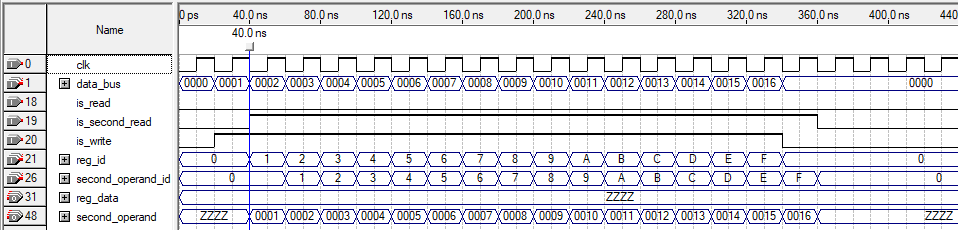 Name
0 ps 40.0 ns 80.0 ns 120.0 ns 160.0 ns 200.0 ns 240.0 ns 280.0 ns 320.0 ns 360.0 ns 400.0 ns 440
40.0 ns
0 clk
1 data_bus 0000 0001 0002 0003 0004 0005 0006 0007 0008 0009 0010 0011 0012 0013 0014 0015 0016 0000
18 is_read
19 is_second_read
20 is_write
21 reg_id 0 1 2 3 4 5 6 7 8 9 A B C D E F 0
26 second_operand_id 0 1 2 3 4 5 6 7 8 9 A B C D E F 0
31 reg_data ZZZZ
48 second_operand ZZZZ 0001 0002 0003 0004 0005 0006 0007 0008 0009 0010 0011 0012 0013 0014 0015 0016 ZZZZ